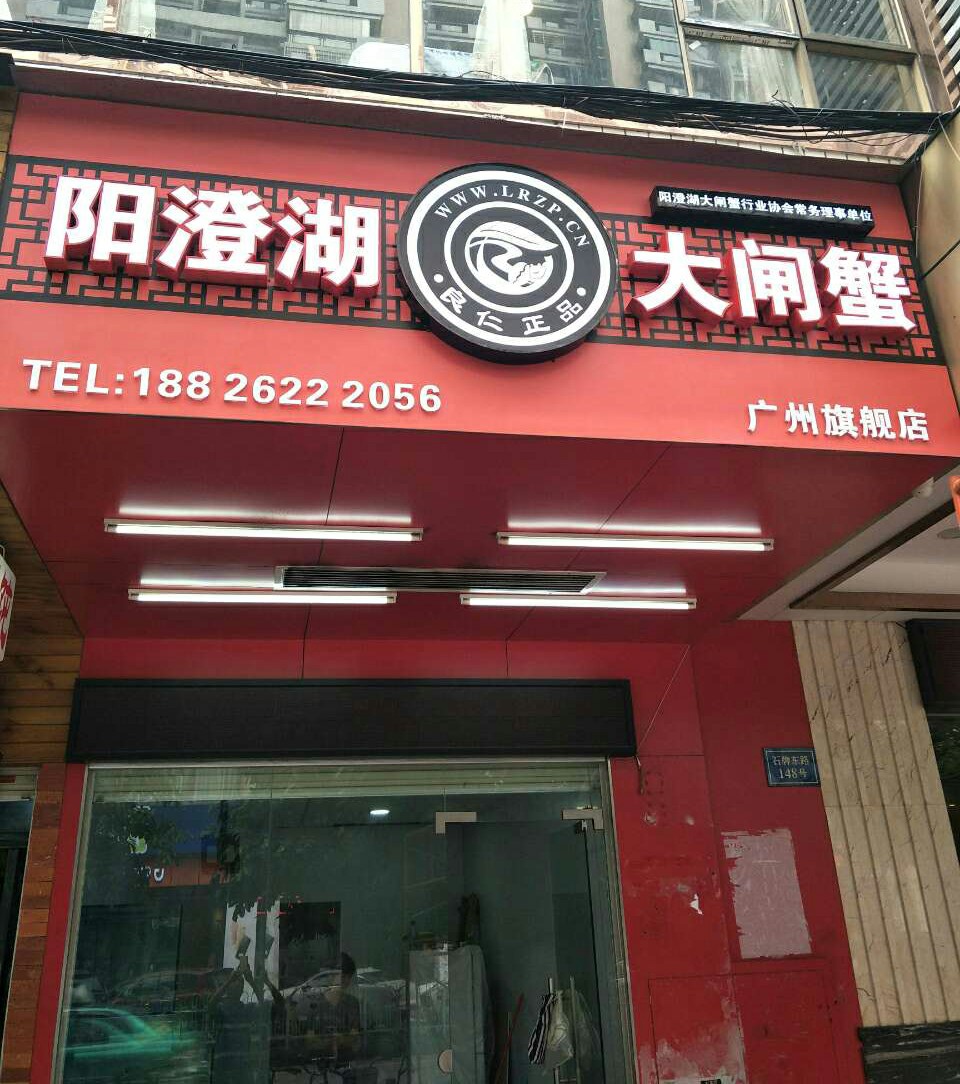 阳澄湖
WWW.LRZP.CN
·良仁正品·
大闸蟹
阳澄湖大闸蟹行业协会常务理事单位
TEL:188 2622 2056
广州旗舰店
石牌东路
148号